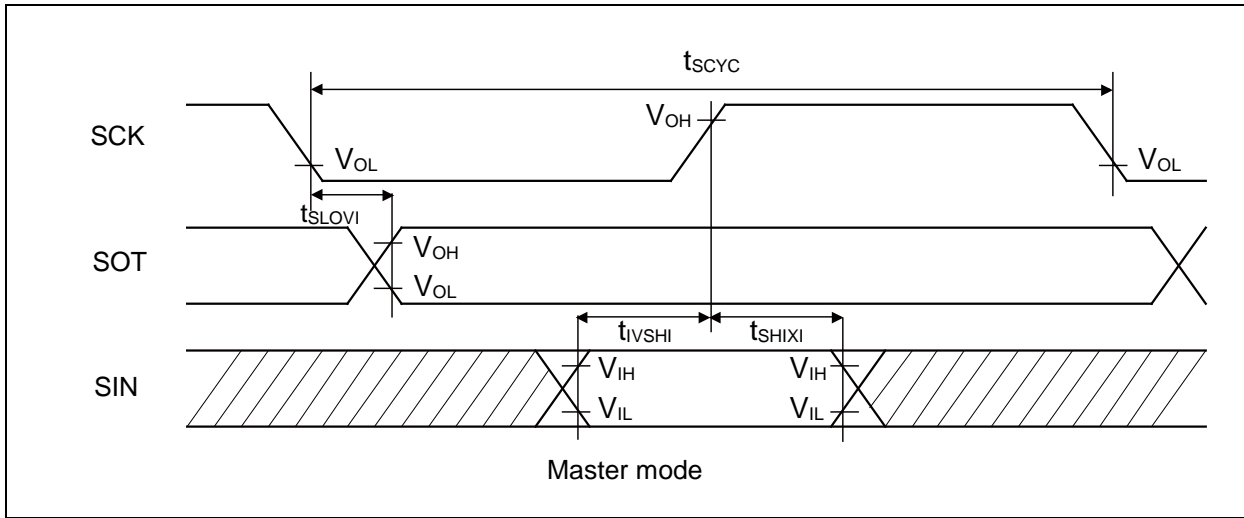 tSCYC
SCK
VOH
VOL
VOL
tSLOVI
SOT
VOH
VOL
tIVSHI
tSHIXI
SIN
VIH
VIH
VIL
VIL
Master mode